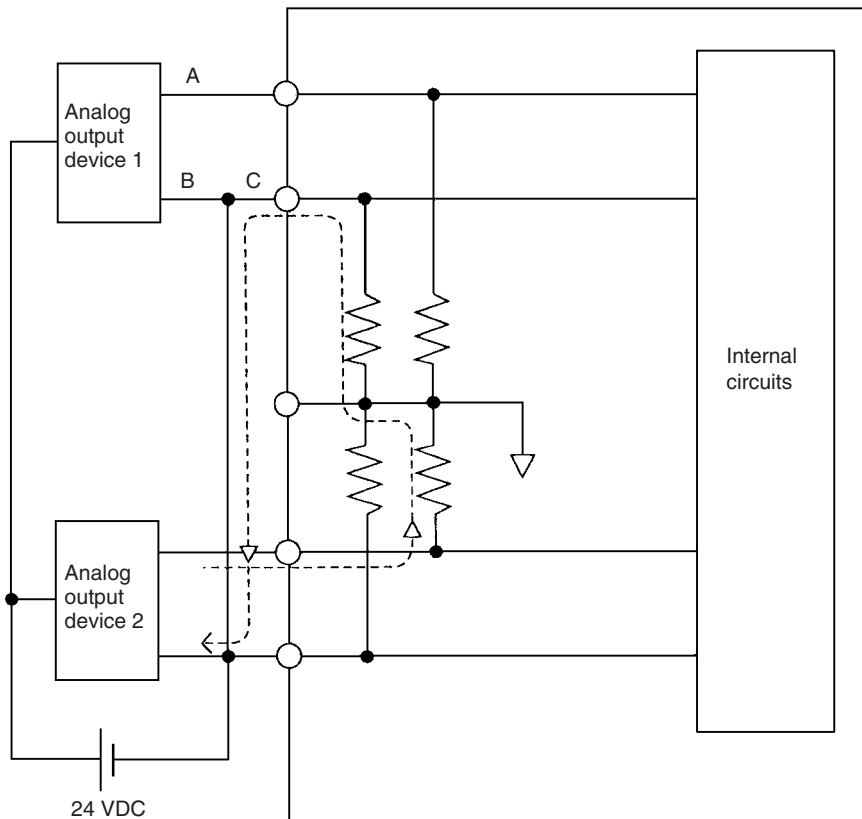 A
Analog
output
device 1
B
C
Internal
circuits
Analog
output
device 2
24 VDC